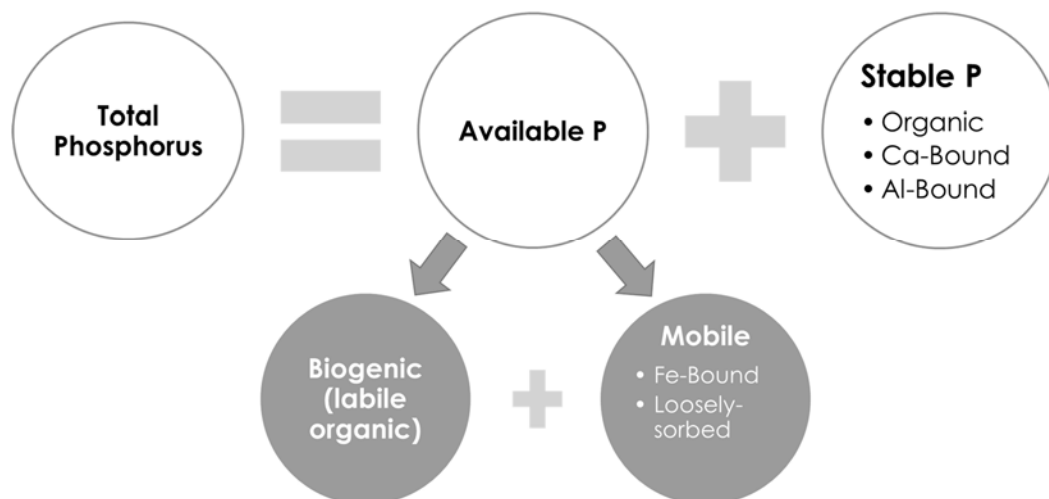 Total
Phosphorus
Available P
Stable P
• Organic
• Ca-Bound
• Al-Bound
Biogenic
(labile
organic)
Mobile
• Fe-Bound
• Loosely-
sorbed